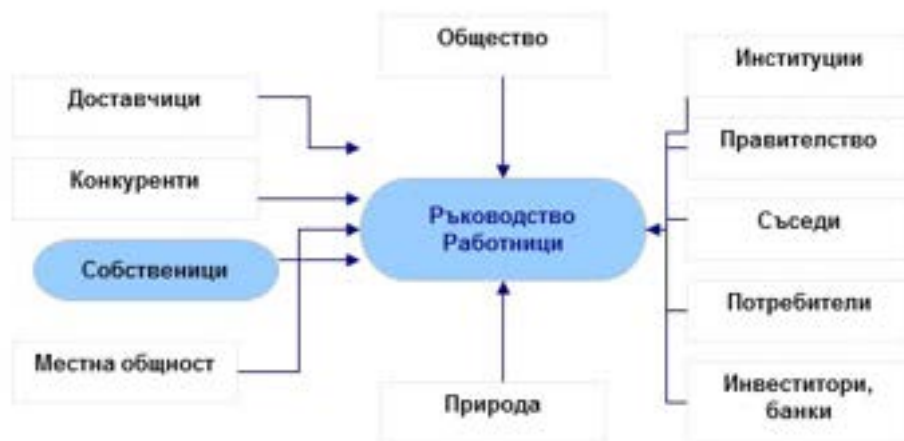 Общество
Институции
Доставчици
Правителство
Конкуренти
Ръководство
Работници
Съседи
Собственици
Потребители
Местна общност
Природа
Инвеститори,
банки